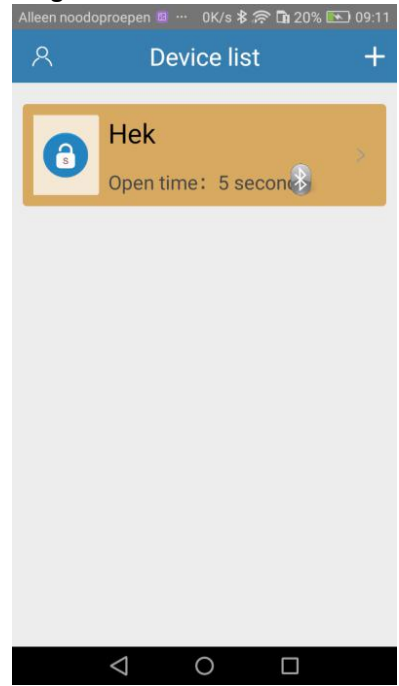 Alleen noodoproepen ... 0K/s 20% 09:11
Device list +
Hek
S
Open time: 5 secon